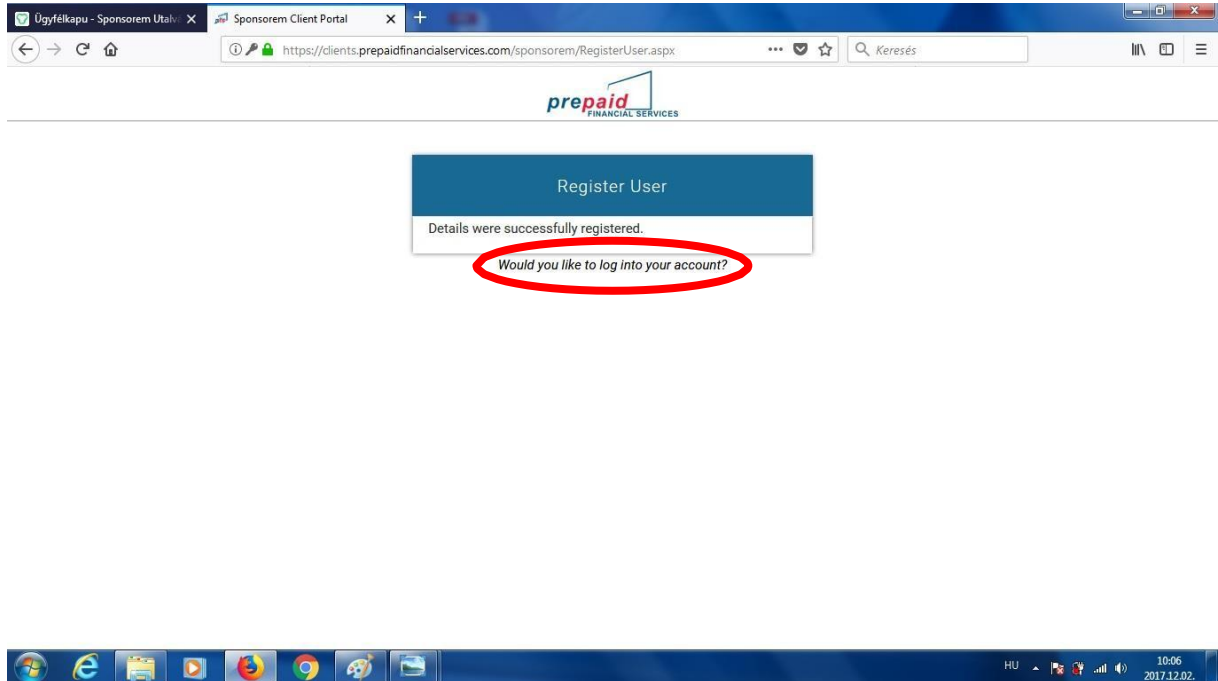 Ügyfélkapu - Sponsorem Utalv
Sponsorem Client Portal
https://clients.prepaidfinancialservices.com/sponsorem/RegisterUser.aspx
Keresés
prepaid
FINANCIAL SERVICES
Register User
Details were successfully registered.
Would you like to log into your account?
HU
10:06
2017.12.02.